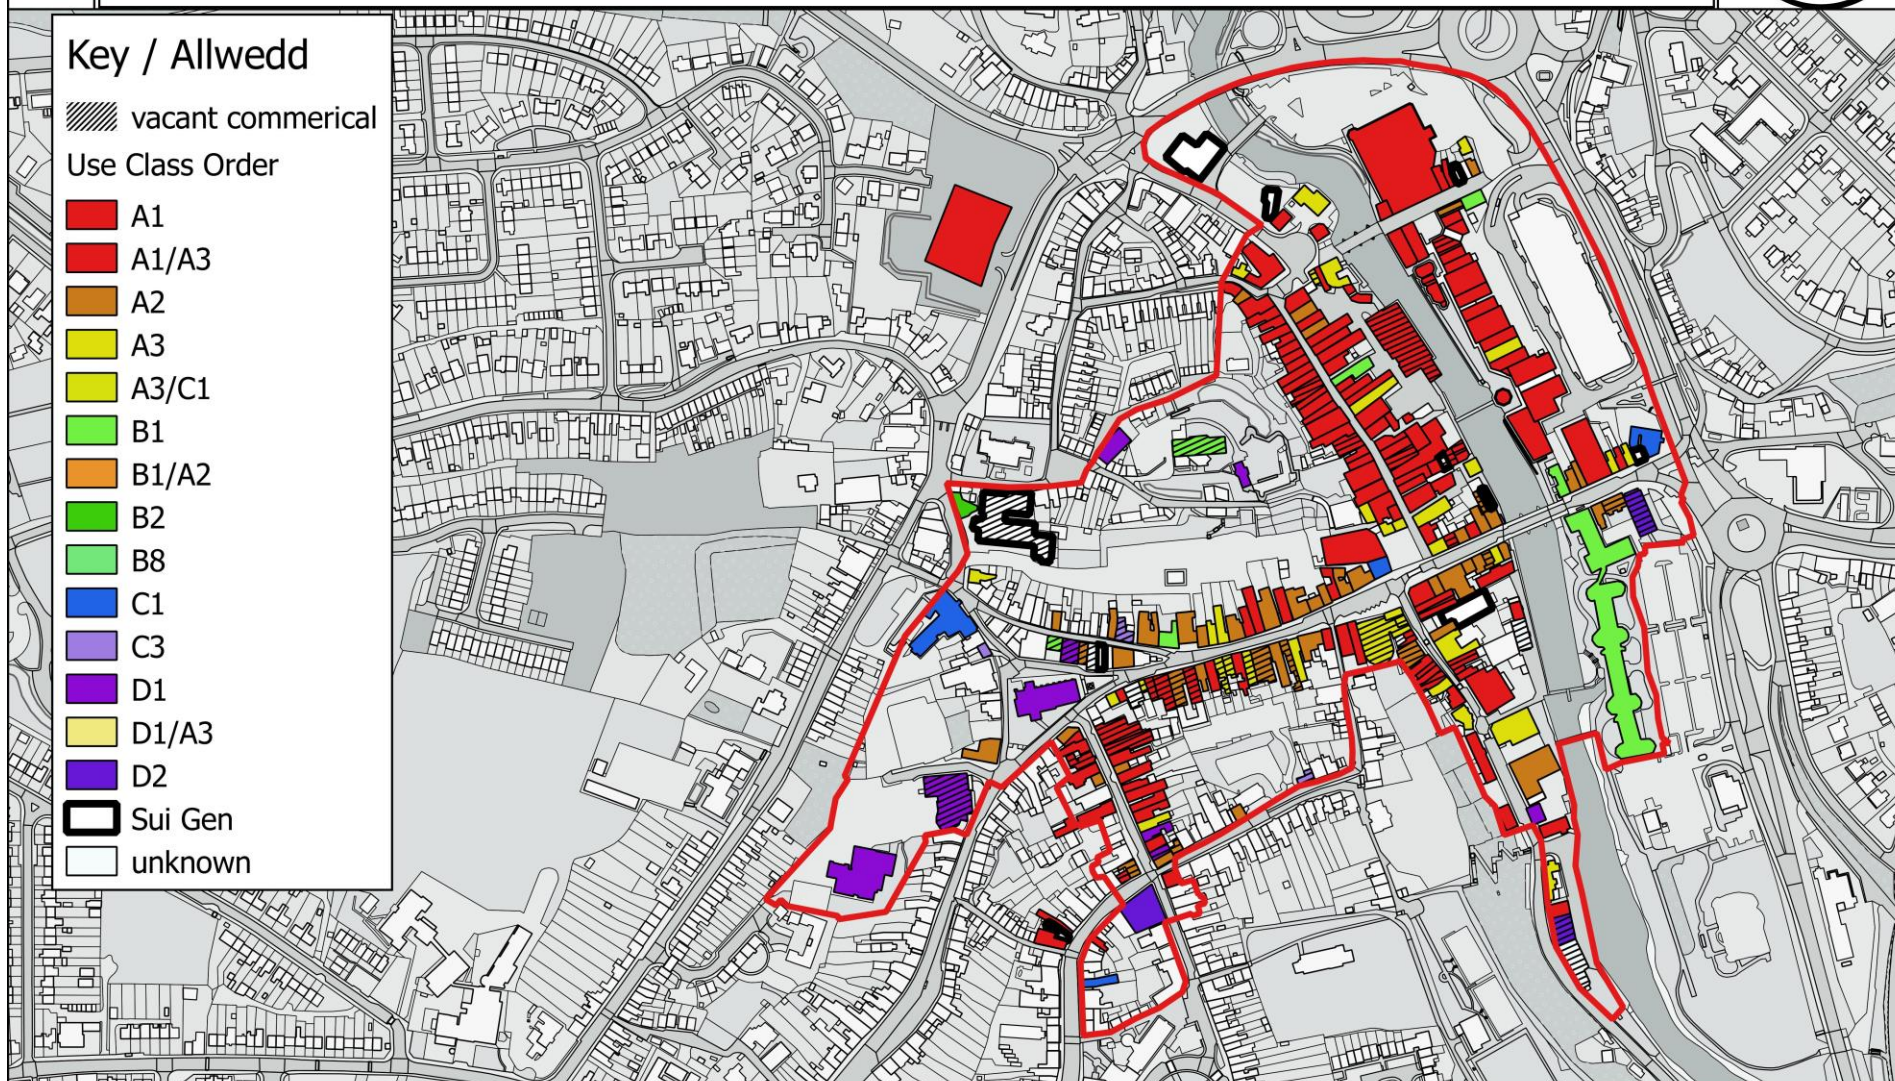 Key / Allwedd
vacant commerical
Use Class Order
A1
A1/A3
A2
A3
A3/C1
B1
B1/A2
B2
B8
C1
C3
D1
D1/A3
D2
Sui Gen
unknown